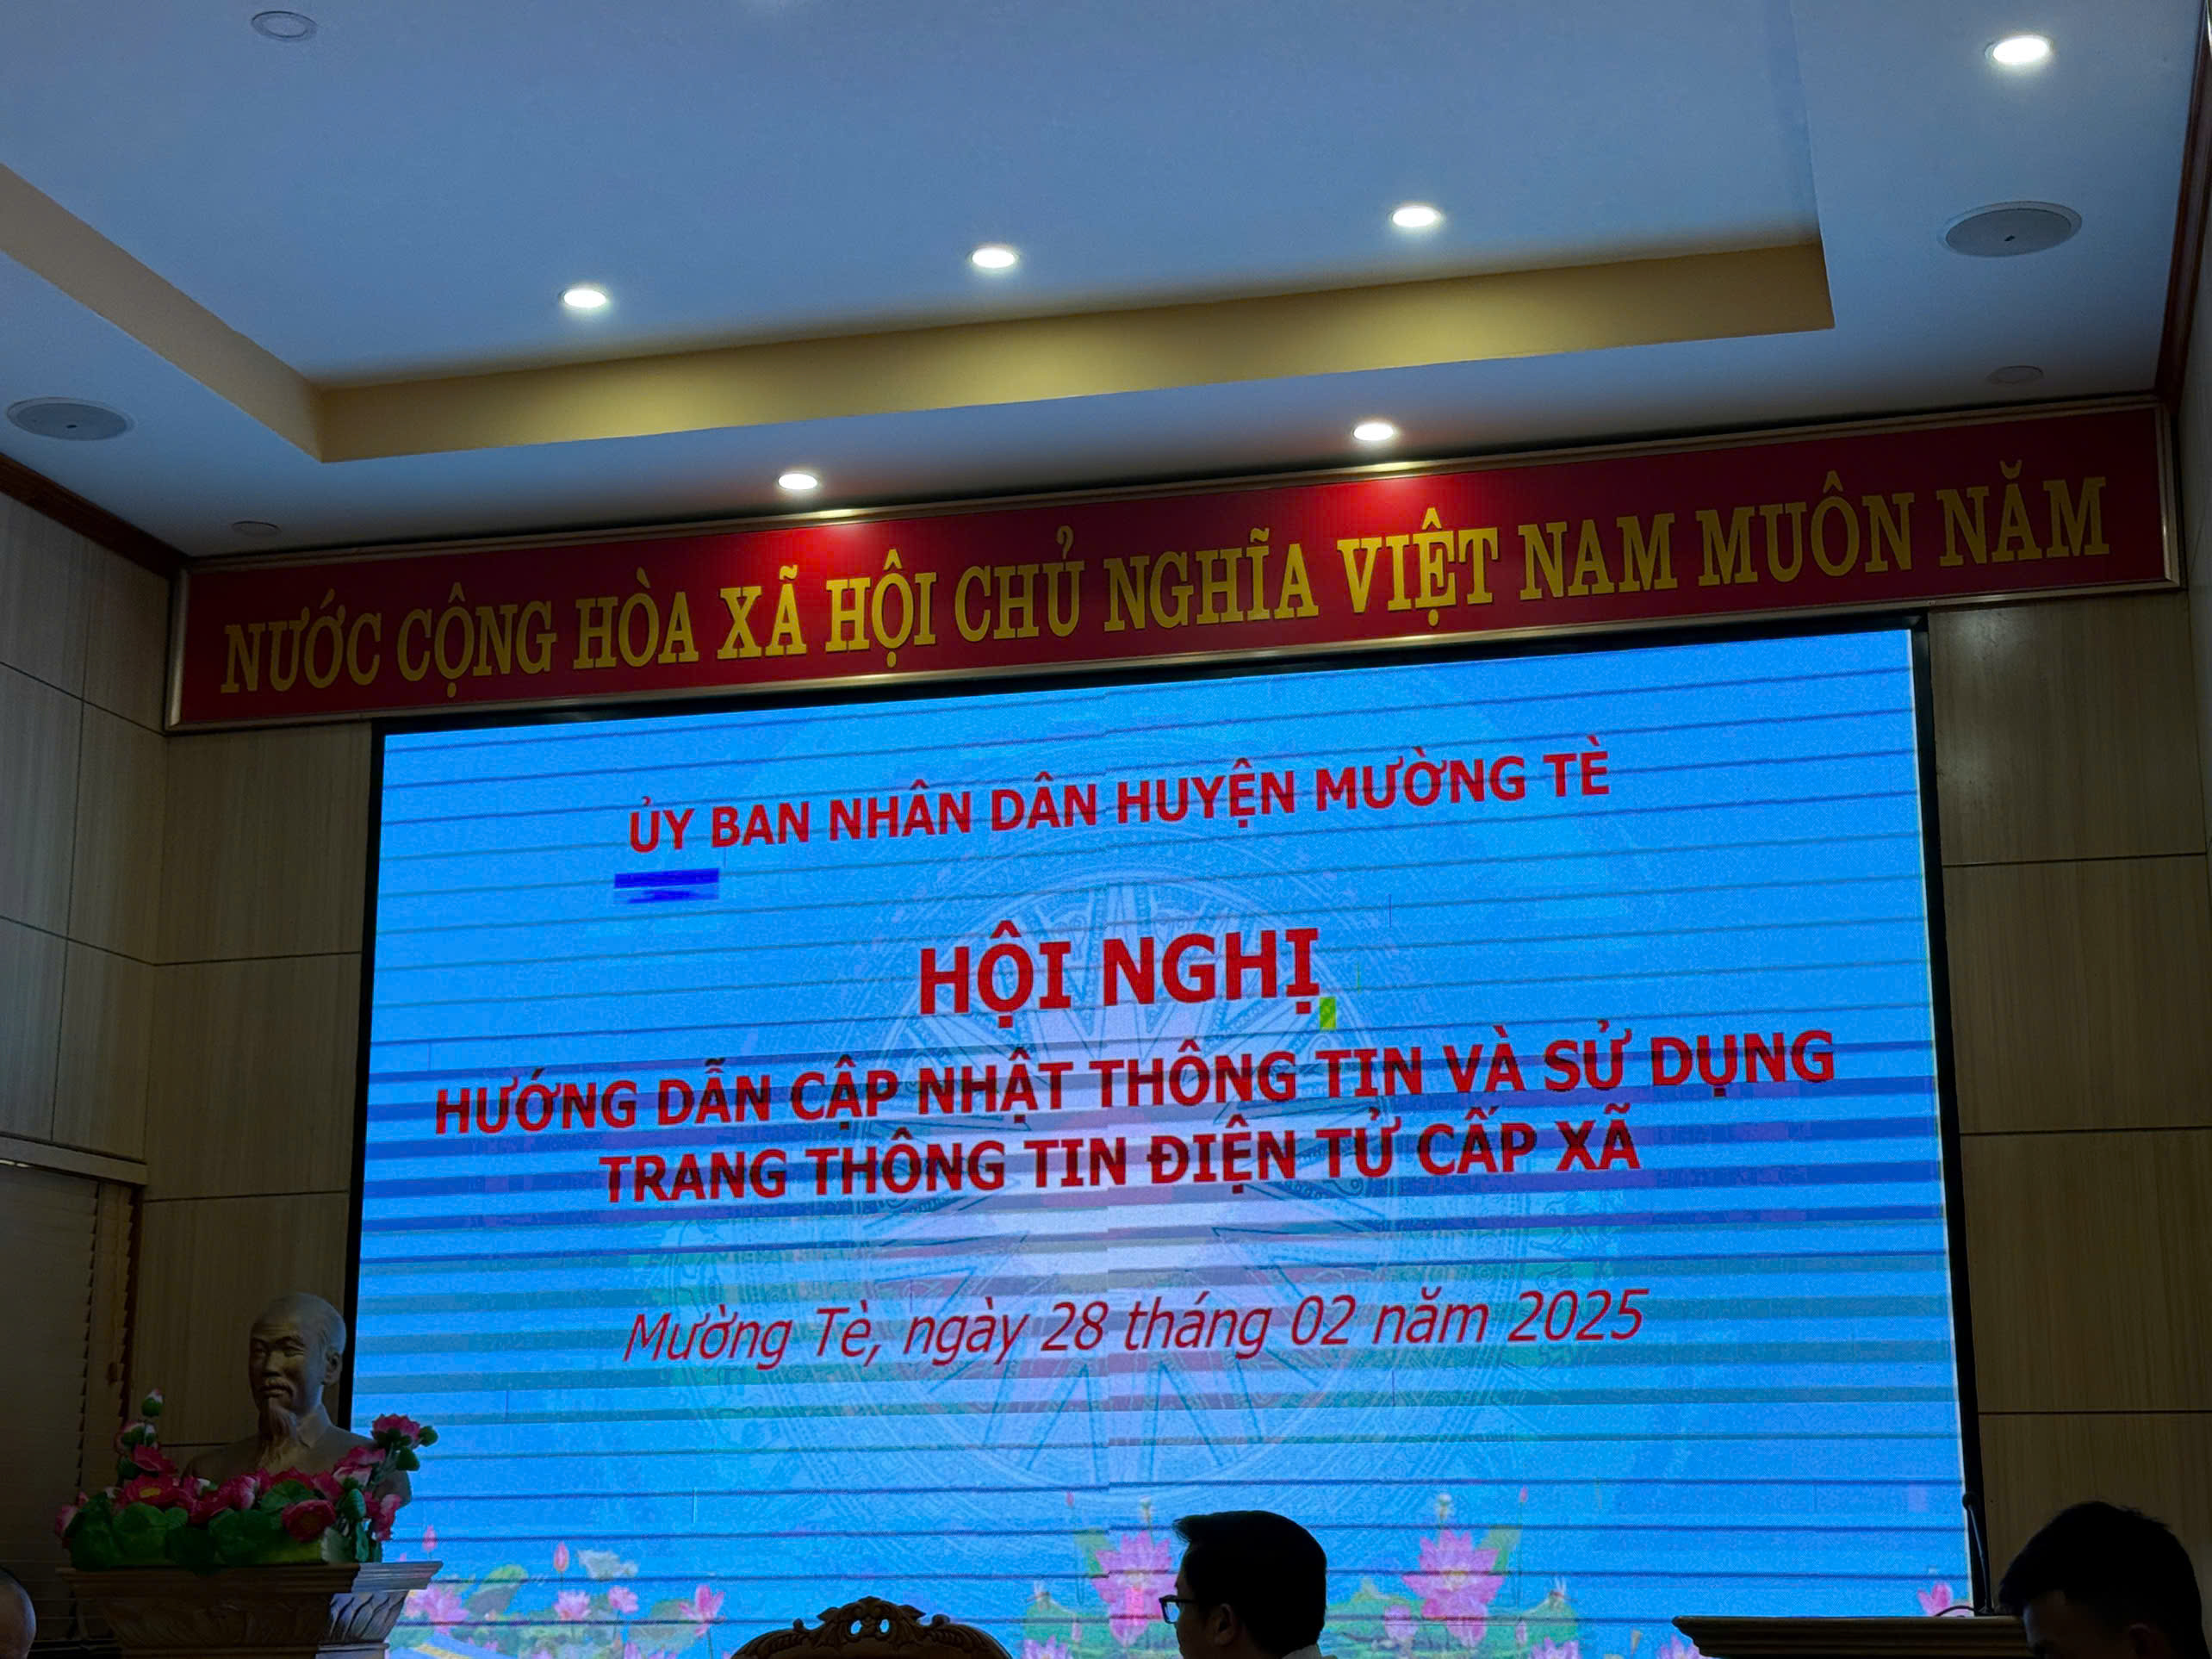 NƯỚC CỘNG HÒA XÃ HỘI CHỦ NGHĨA VIỆT NAM MUÔN NĂM
ỦY BAN NHÂN DÂN HUYỆN MƯỜNG TÈ
HỘI NGHỊ
HƯỚNG DẪN CẬP NHẬT THÔNG TIN VÀ SỬ DỤNG
TRANG THÔNG TIN ĐIỆN TỬ CẤP XÃ
Mường Tè, ngày 28 tháng 02 năm 2025